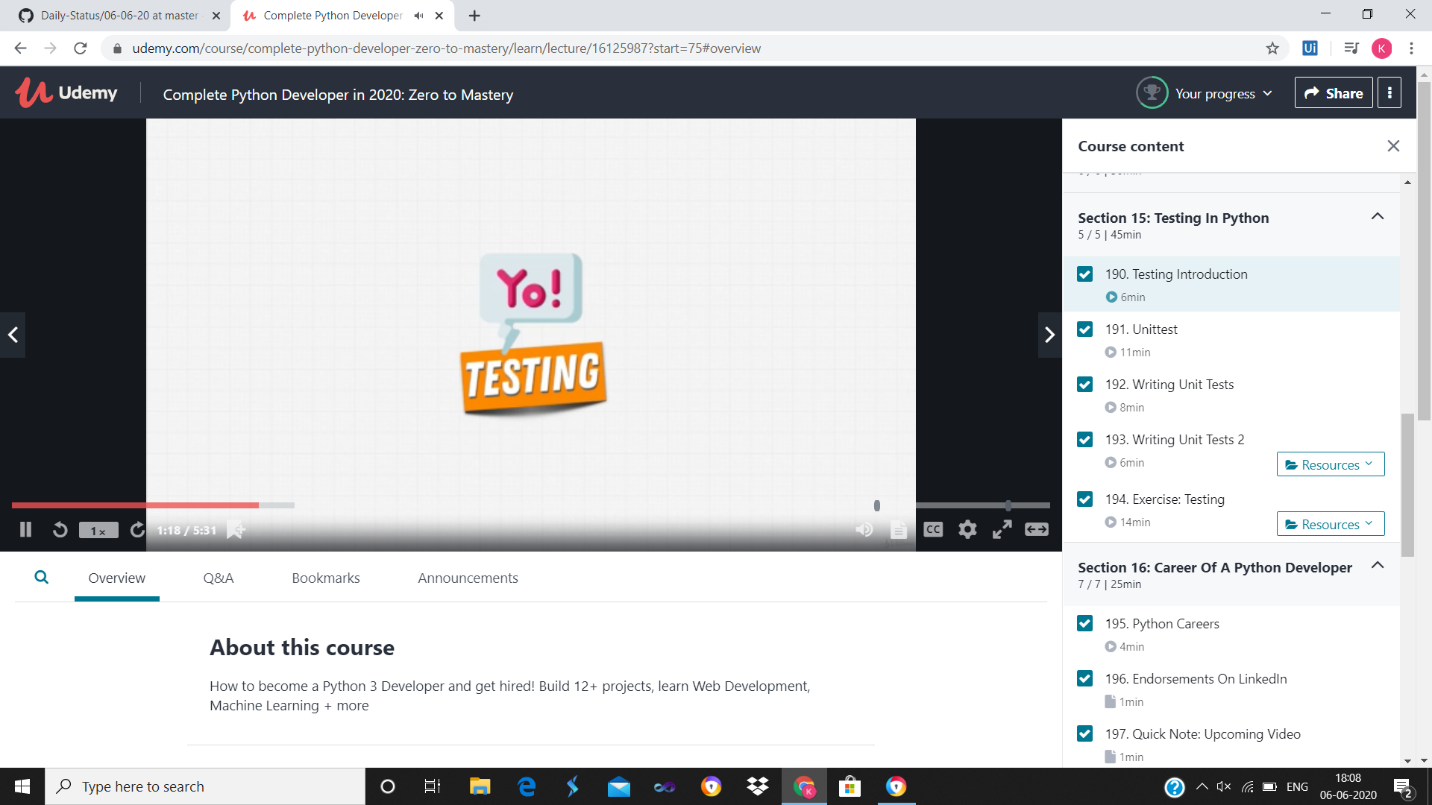 Daily-Status/06-06-20 at master
Complete Python Developer
udemy.com/course/complete-python-developer-zero-to-mastery/learn/lecture/16125987?start=75#overview
Ui
K
Udemy
Complete Python Developer in 2020: Zero to Mastery
Your progress
Share
Yo!
TESTING
1 x
1:18 / 5:31
CC
Course content
Section 15: Testing In Python
5 / 5 | 45min
190. Testing Introduction
6min
191. Unittest
11min
192. Writing Unit Tests
8min
193. Writing Unit Tests 2
6min
Resources
194. Exercise: Testing
14min
Resources
Section 16: Career Of A Python Developer
7 / 7 | 25min
195. Python Careers
4min
196. Endorsements On LinkedIn
1min
197. Quick Note: Upcoming Video
1min
Overview
Q&A
Bookmarks
Announcements
About this course
How to become a Python 3 Developer and get hired! Build 12+ projects, learn Web Development,
Machine Learning + more
Type here to search
K
ENG
18:08
06-06-2020
2